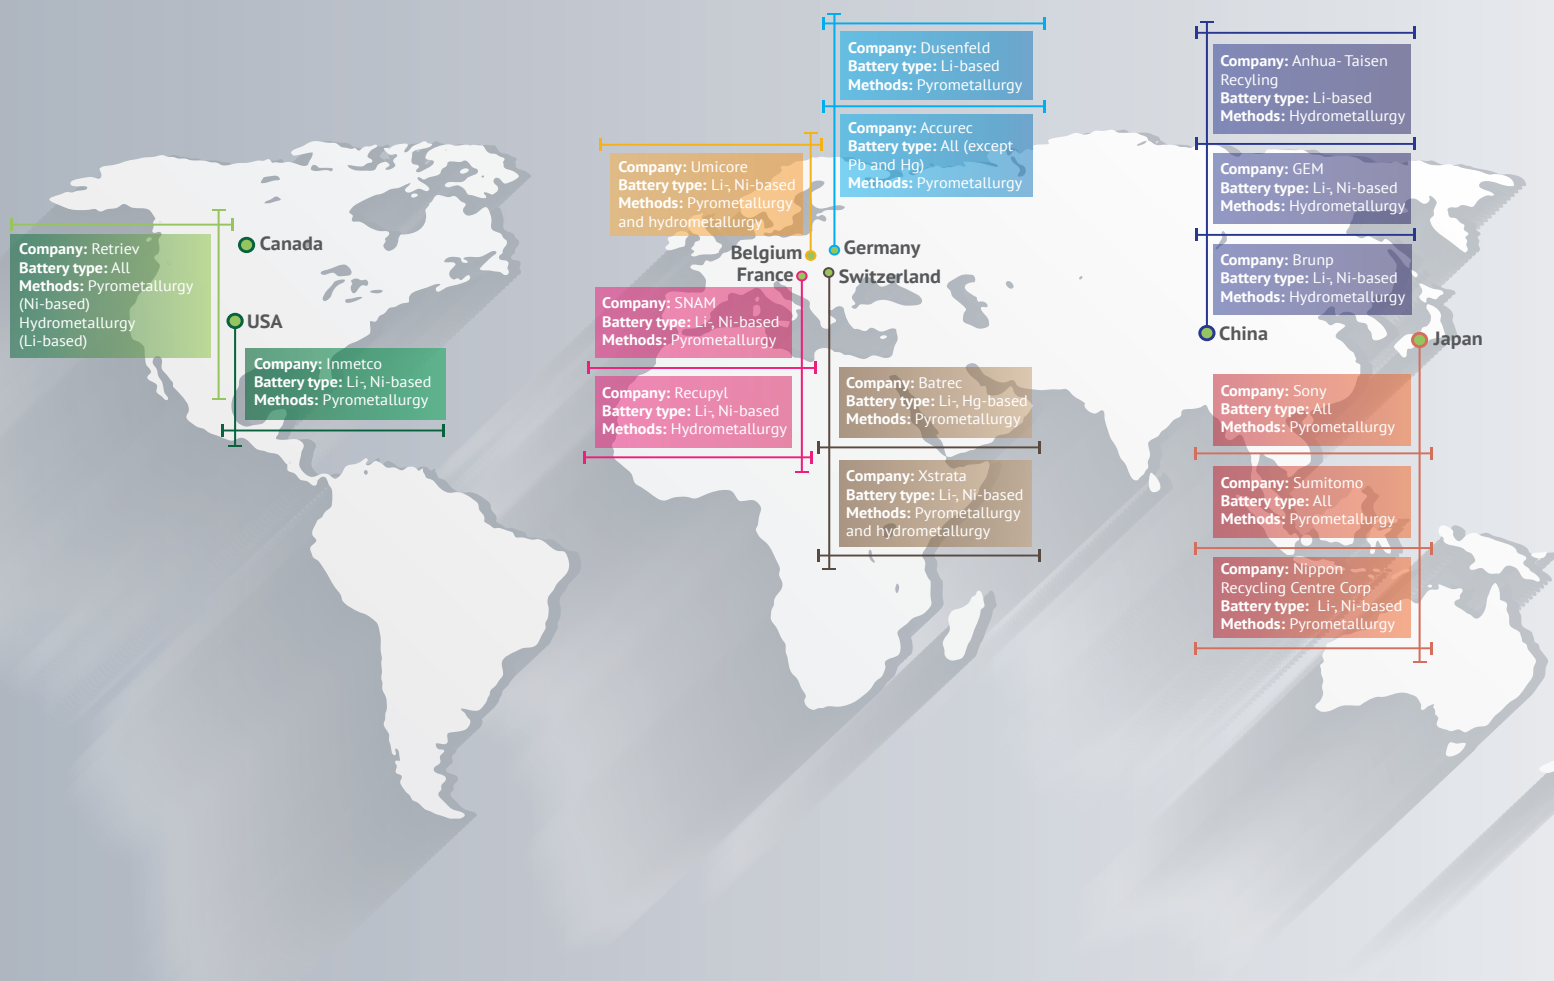 Company: Dusenfeld
Battery type: Li-based
Methods: Pyrometallurgy
Company: Accurec
Battery type: All (except
Pb and Hg)
Methods: Pyrometallurgy
Company: Anhua- Taisen
Recyling
Battery type: Li-based
Methods: Hydrometallurgy
Company: GEM
Battery type: Li-, Ni-based
Methods: Hydrometallurgy
Company: Brunp
Battery type: Li-, Ni-based
Methods: Hydrometallurgy
Company: Umicore
Battery type: Li-, Ni-based
Methods: Pyrometallurgy
and hydrometallurgy
Canada
Company: Retriev
Battery type: All
Methods: Pyrometallurgy
(Ni-based)
Hydrometallurgy
(Li-based)
USA
Company: Inmetco
Battery type: Li-, Ni-based
Methods: Pyrometallurgy
Belgium
Germany
France
Switzerland
Company: SNAM
Battery type: Li-, Ni-based
Methods: Pyrometallurgy
Company: Recupyl
Battery type: Li-, Ni-based
Methods: Hydrometallurgy
Company: Batrec
Battery type: Li-, Hg-based
Methods: Pyrometallurgy
Company: Xstrata
Battery type: Li-, Ni-based
Methods: Pyrometallurgy
and hydrometallurgy
China
Japan
Company: Sony
Battery type: All
Methods: Pyrometallurgy
Company: Sumitomo
Battery type: All
Methods: Pyrometallurgy
Company: Nippon
Recycling Centre Corp
Battery type: Li-, Ni-based
Methods: Pyrometallurgy